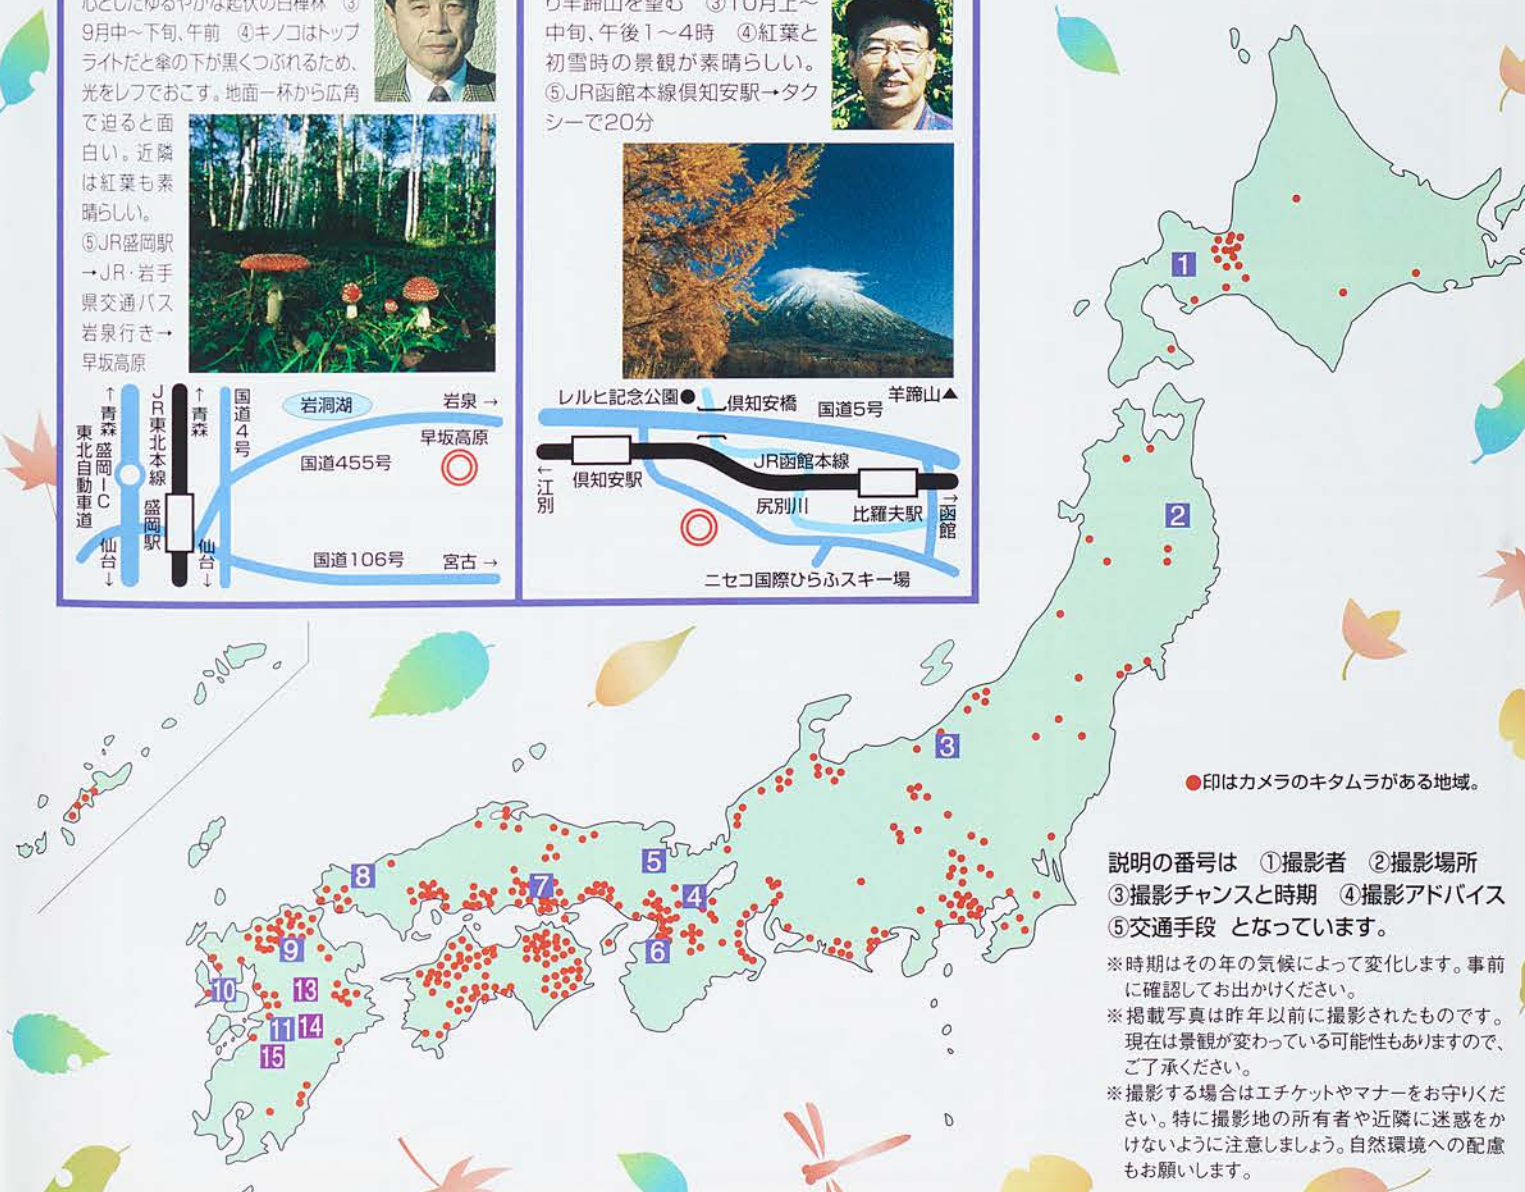 心としたゆるやかな起伏の白樺林 ③
9月中〜下旬、午前 ④キノコはトップ
ライトだと傘の下が黒くつぶれるため、
光をレフでおこす。地面一杯から広角
で迫ると面
白い。近隣
は紅葉も素
晴らしい。
⑤JR盛岡駅
→JR・岩手
県交通バス
岩泉行き→
早坂高原
り羊蹄山を望む ③10月上〜
中旬、午後1〜4時 ④紅葉と
初雪時の景観が素晴らしい。
⑤JR函館本線倶知安駅→タク
シーで20分
↑青森
盛岡IC
仙台↓
東北自動車道
JR東北本線
盛岡駅
↑青森
仙台↓
国道4号
岩洞湖
岩泉→
早坂高原
国道455号
国道106号
宮古→
レルヒ記念公園●
倶知安橋
国道5号
羊蹄山▲
JR函館本線
←江別
倶知安駅
尻別川
比羅夫駅
→函館
ニセコ国際ひらふスキー場
1
2
3
4
5
6
7
8
9
10
11
13
14
15
●印はカメラのキタムラがある地域。
説明の番号は ①撮影者 ②撮影場所
③撮影チャンスと時期 ④撮影アドバイス
⑤交通手段 となっています。
※時期はその年の気候によって変化します。事前
に確認してお出かけください。
※掲載写真は昨年以前に撮影されたものです。
現在は景観が変わっている可能性もありますので、
ご了承ください。
※撮影する場合はエチケットやマナーをお守りくだ
さい。特に撮影地の所有者や近隣に迷惑をか
けないように注意しましょう。自然環境への配慮
もお願いします。